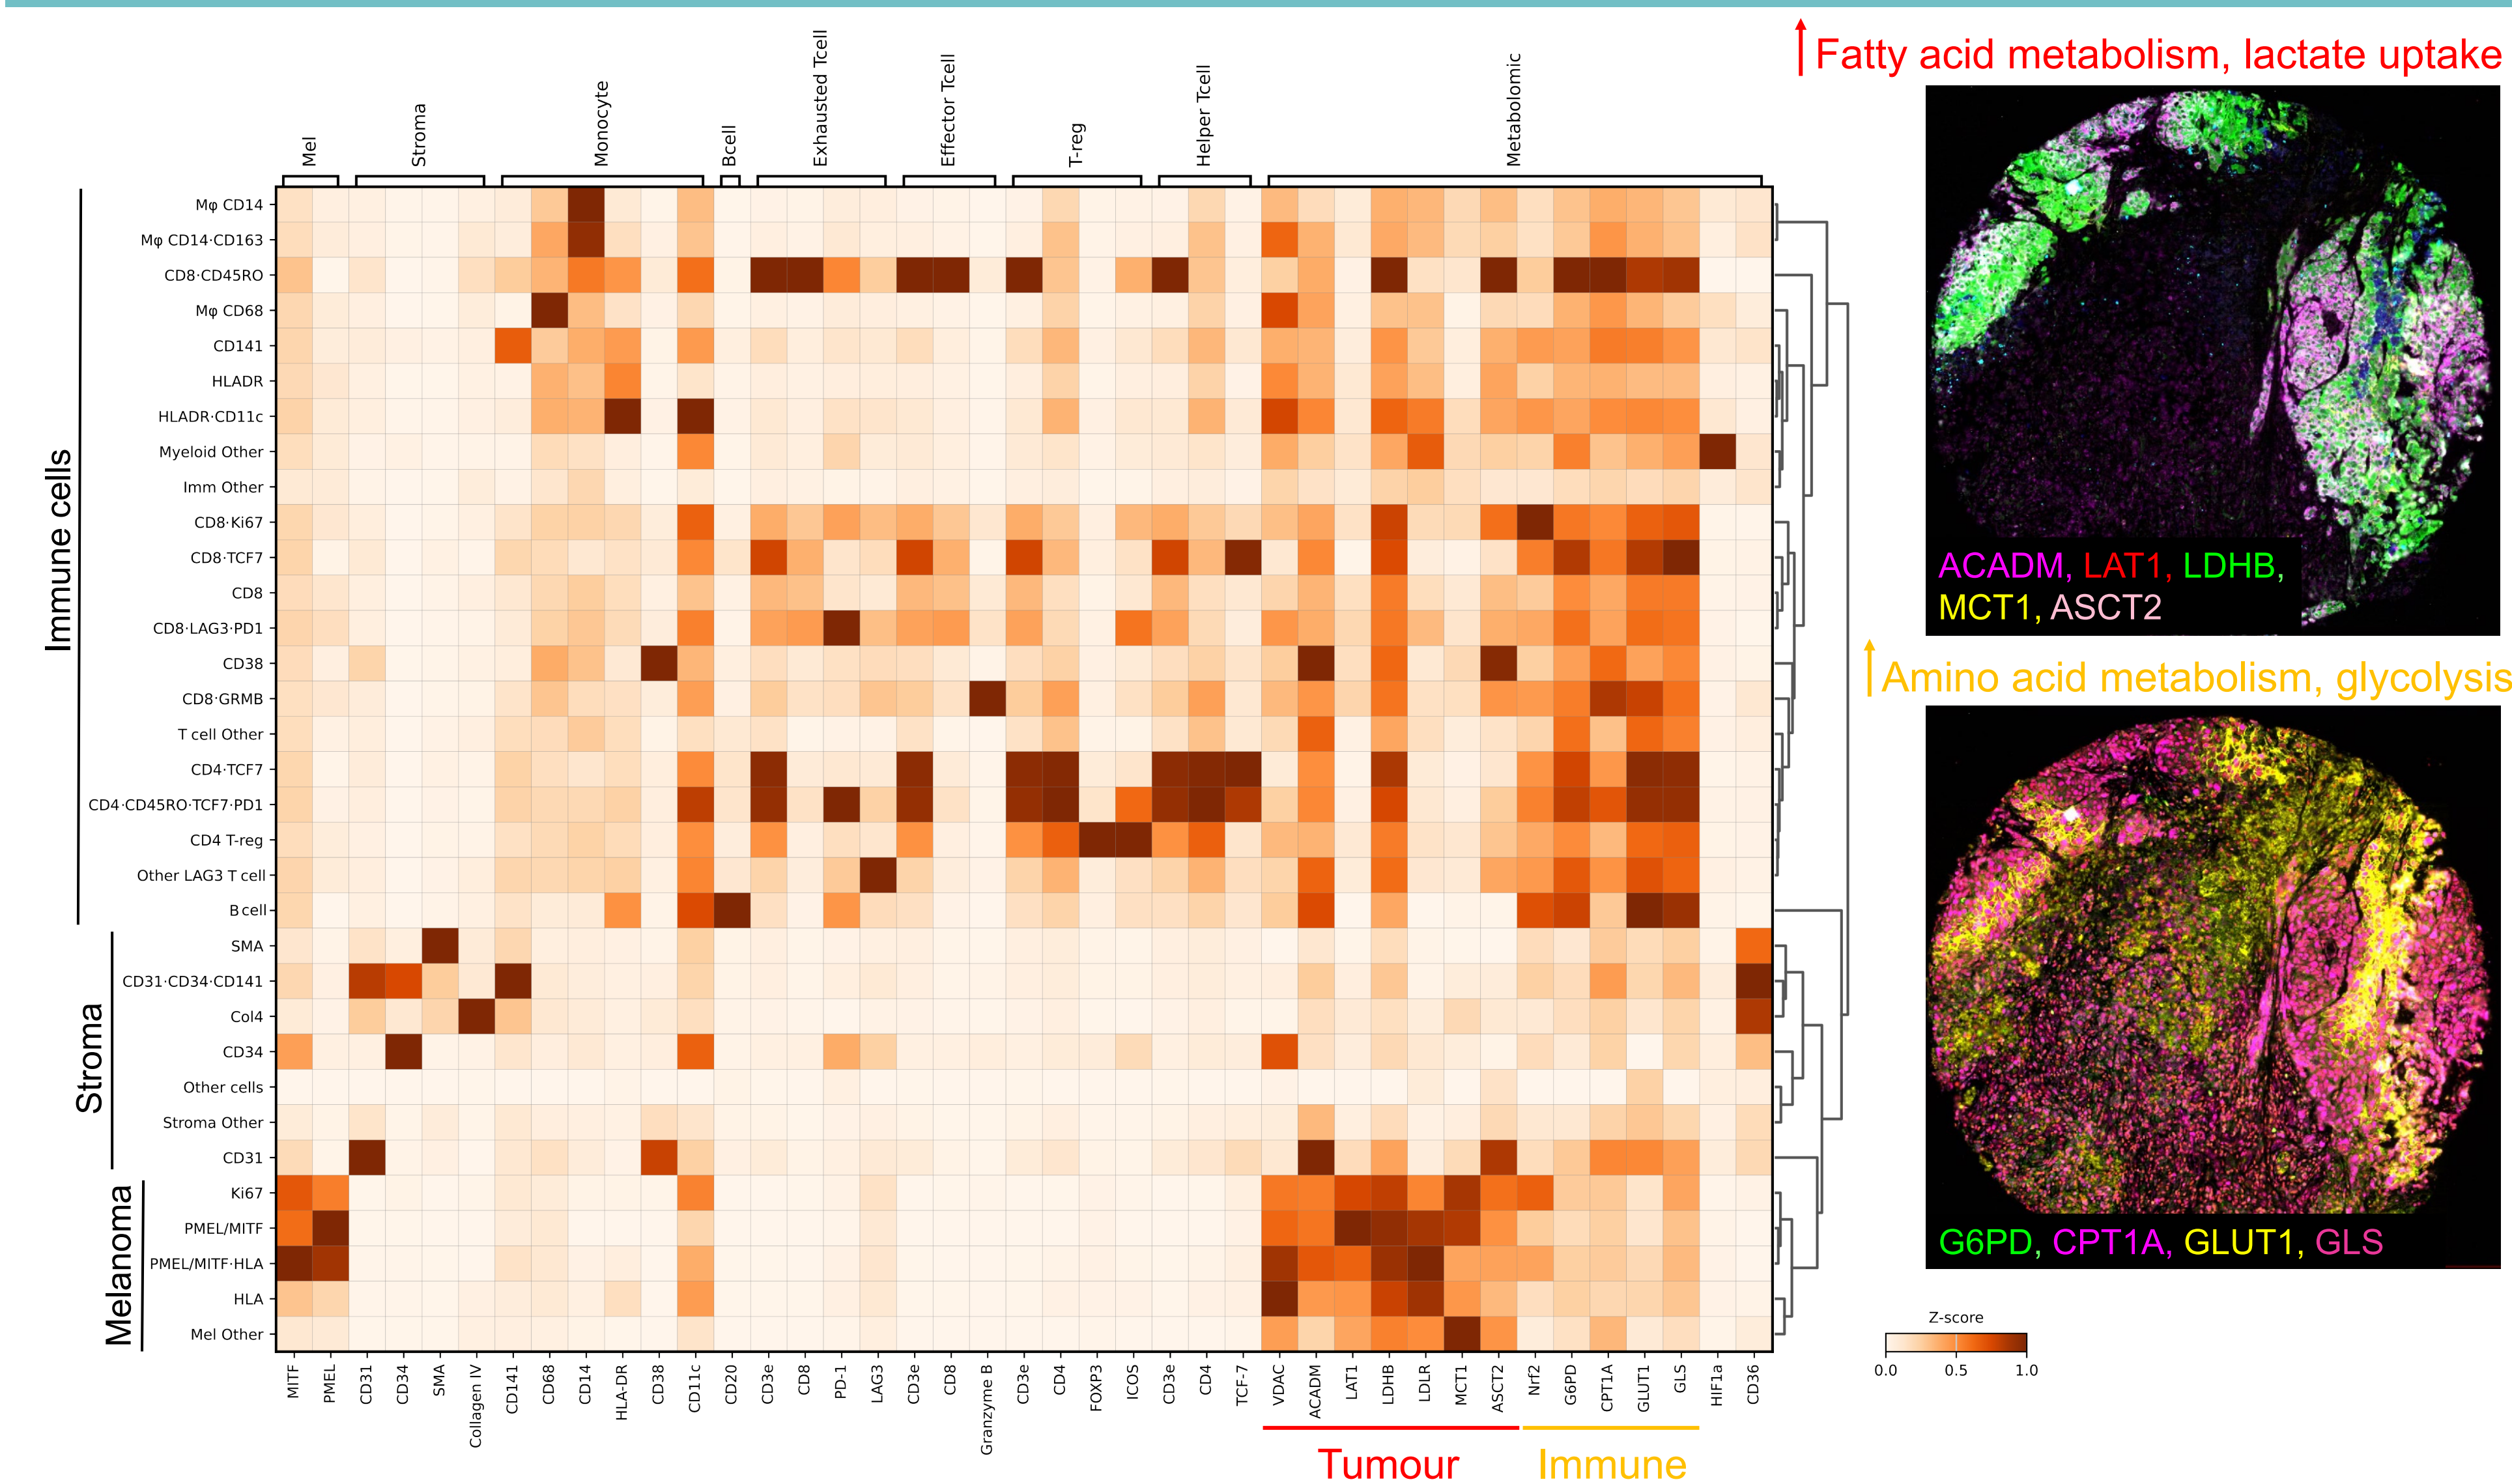 Mel
Stroma
Monocyte
Bcell
Exhausted Tcell
Effector Tcell
T-reg
Helper Tcell
Metabolomic
Immune cells
Stroma
Melanoma
Mφ CD14
Mφ CD14·CD163
CD8·CD45RO
Mφ CD68
CD141
HLADR
HLADR·CD11c
Myeloid Other
Imm Other
CD8·Ki67
CD8·TCF7
CD8
CD8·LAG3·PD1
CD38
CD8·GRMB
T cell Other
CD4·TCF7
CD4·CD45RO·TCF7·PD1
CD4 T-reg
Other LAG3 T cell
B cell
SMA
CD31·CD34·CD141
Col4
CD34
Other cells
Stroma Other
CD31
Ki67
PMEL/MITF
PMEL/MITF·HLA
HLA
Mel Other
MITF
PMEL
CD31
CD34
SMA
Collagen IV
CD141
CD68
CD14
HLA-DR
CD38
CD11c
CD20
CD3e
CD8
PD-1
LAG3
CD3e
CD8
Granzyme B
CD3e
CD4
FOXP3
ICOS
CD3e
CD4
TCF-7
VDAC
ACADM
LAT1
LDHB
LDLR
MCT1
ASCT2
Nrf2
G6PD
CPT1A
GLUT1
GLS
HIF1a
CD36
Tumour
Immune
Fatty acid metabolism, lactate uptake
ACADM, LAT1, LDHB,
MCT1, ASCT2
Amino acid metabolism, glycolysis
G6PD, CPT1A, GLUT1, GLS
Z-score
0.0 0.5 1.0